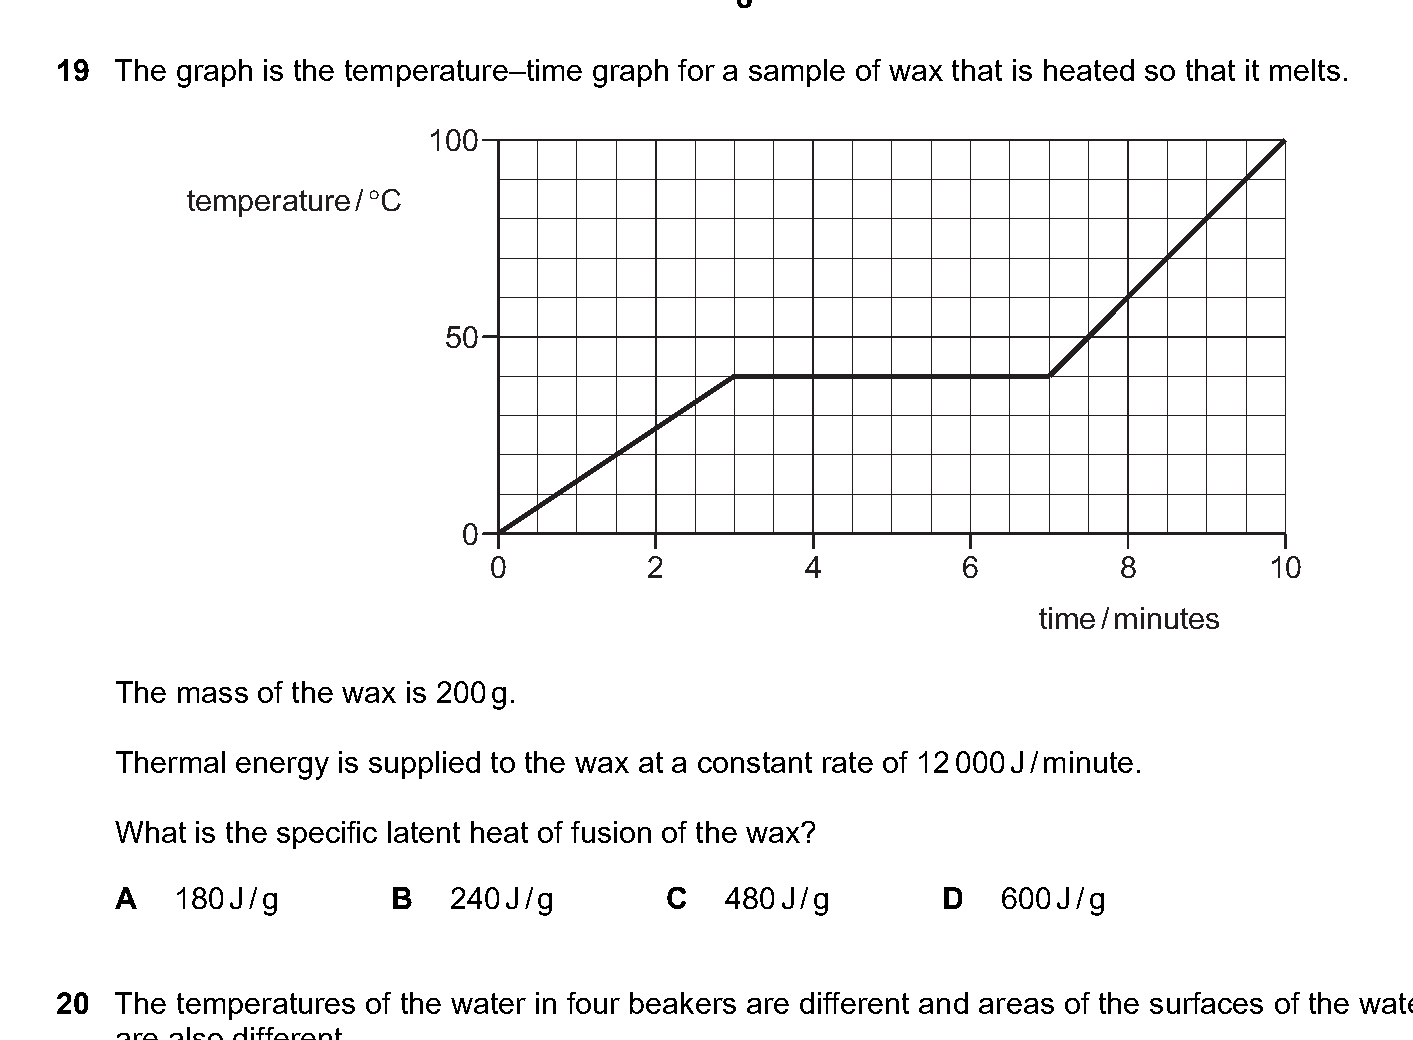 19 The graph is the temperature–time graph for a sample of wax that is heated so that it melts.
100
temperature / °C
50
0
0 2 4 6 8 10
time / minutes
The mass of the wax is 200 g.
Thermal energy is supplied to the wax at a constant rate of 12 000 J / minute.
What is the specific latent heat of fusion of the wax?
A 180 J / g B 240 J / g C 480 J / g D 600 J / g
20 The temperatures of the water in four beakers are different and areas of the surfaces of the
are also different